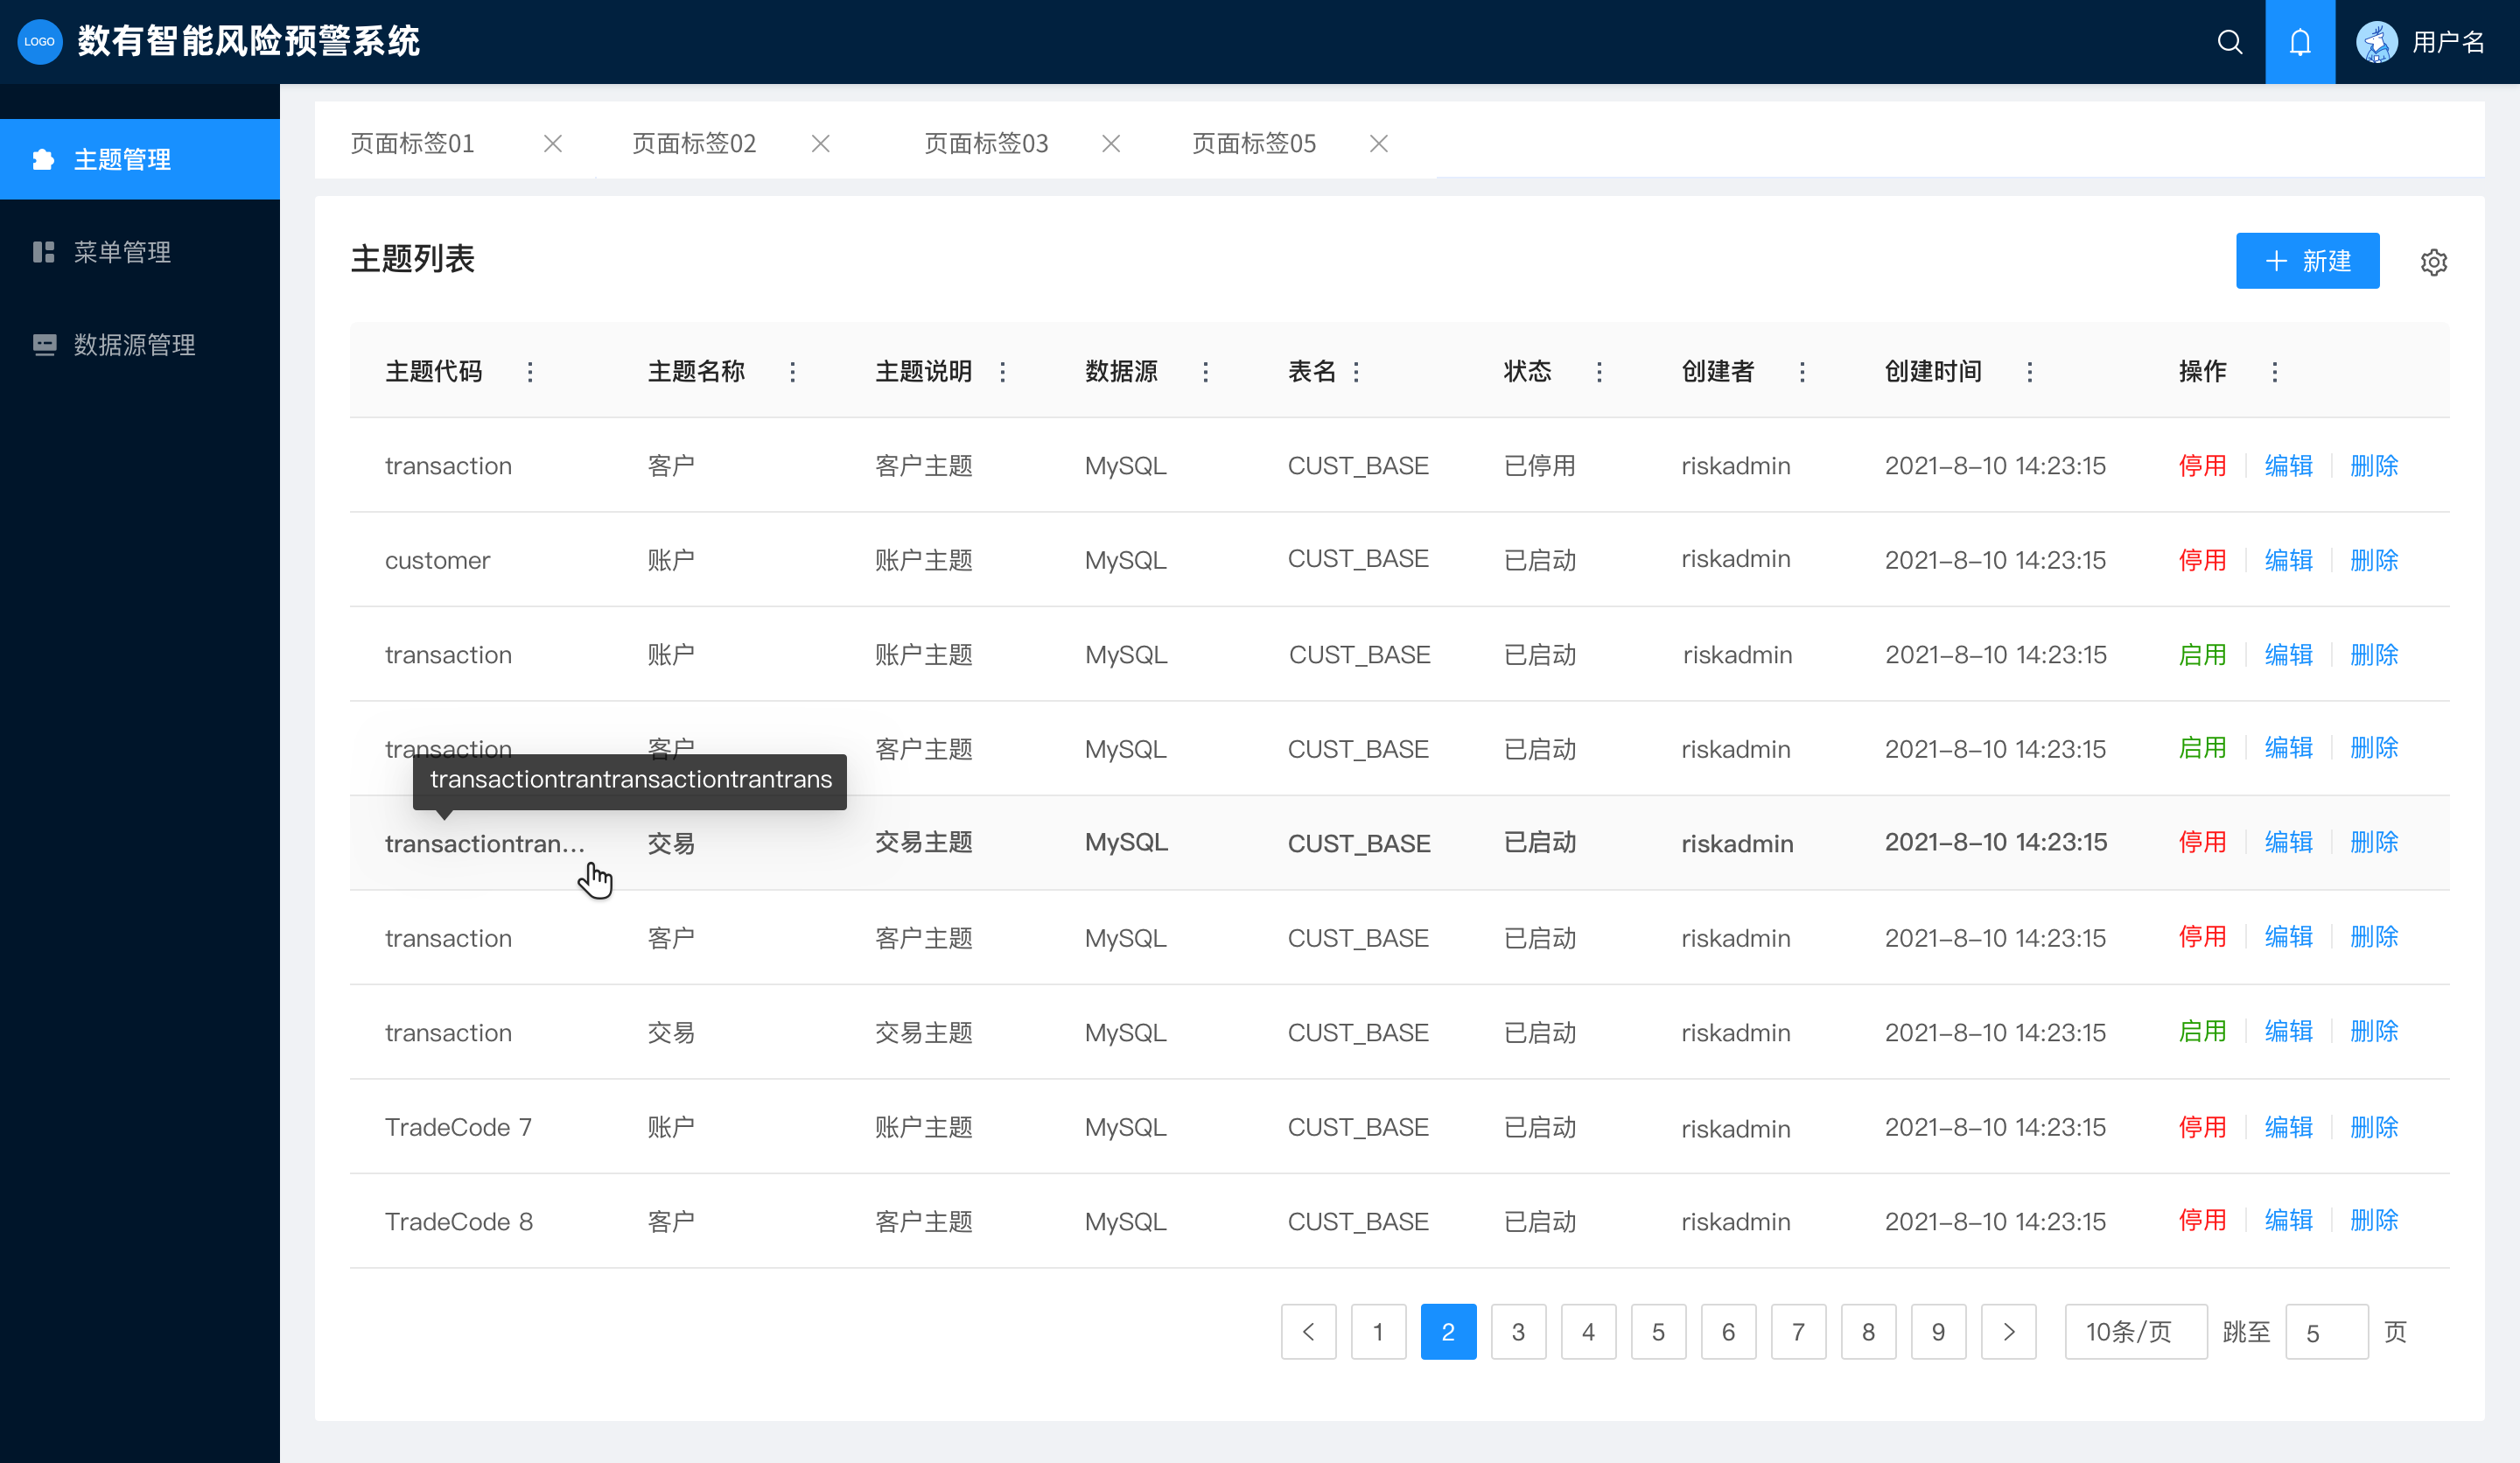 LOGO 数有智能风险预警系统 用户名
主题管理
菜单管理
数据源管理
页面标签01 页面标签02 页面标签03 页面标签05
主题列表 新建
主题代码 主题名称 主题说明 数据源 表名 状态 创建者 创建时间 操作
transaction 客户 客户主题 MySQL CUST_BASE 已停用 riskadmin 2021-8-10 14:23:15 停用 编辑 删除
customer 账户 账户主题 MySQL CUST_BASE 已启动 riskadmin 2021-8-10 14:23:15 停用 编辑 删除
transaction 账户 账户主题 MySQL CUST_BASE 已启动 riskadmin 2021-8-10 14:23:15 启用 编辑 删除
transaction 客户 客户主题 MySQL CUST_BASE 已启动 riskadmin 2021-8-10 14:23:15 启用 编辑 删除
transactiontrantransactiontrantrans
transactiontran... 交易 交易主题 MySQL CUST_BASE 已启动 riskadmin 2021-8-10 14:23:15 停用 编辑 删除
transaction 客户 客户主题 MySQL CUST_BASE 已启动 riskadmin 2021-8-10 14:23:15 停用 编辑 删除
transaction 交易 交易主题 MySQL CUST_BASE 已启动 riskadmin 2021-8-10 14:23:15 启用 编辑 删除
TradeCode 7 账户 账户主题 MySQL CUST_BASE 已启动 riskadmin 2021-8-10 14:23:15 停用 编辑 删除
TradeCode 8 客户 客户主题 MySQL CUST_BASE 已启动 riskadmin 2021-8-10 14:23:15 停用 编辑 删除
1 2 3 4 5 6 7 8 9 10条/页 跳至 5 页